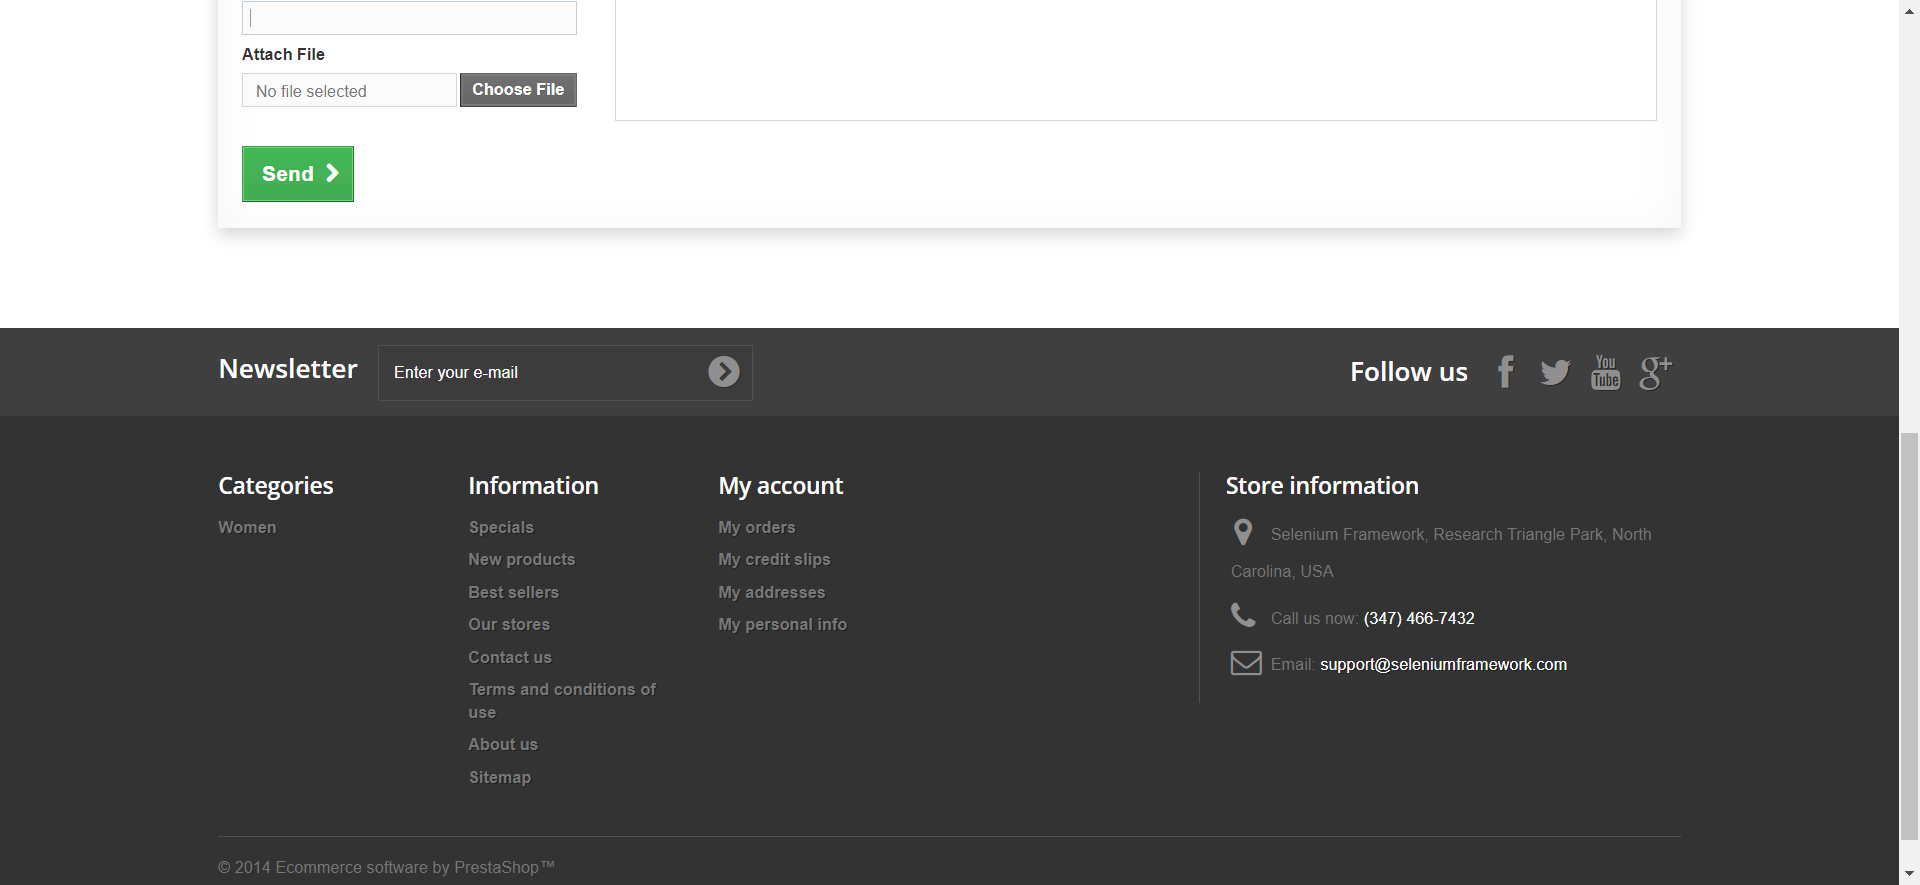 Attach File
No file selected
Choose File
Send
Newsletter
Enter your e-mail
Follow us
You
Tube
g+
Categories
Women
Information
Specials
New products
Best sellers
Our stores
Contact us
Terms and conditions of
use
About us
Sitemap
My account
My orders
My credit slips
My addresses
My personal info
Store information
Selenium Framework, Research Triangle Park, North
Carolina, USA
Call us now: (347) 466-7432
Email: support@seleniumframework.com
© 2014 Ecommerce software by PrestaShop™